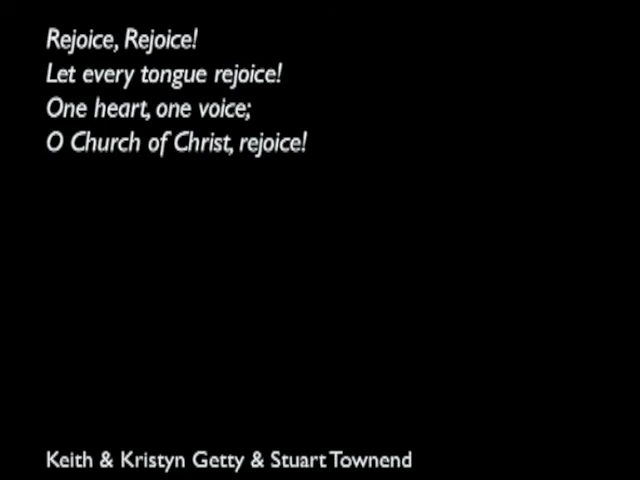 Rejoice, Rejoice!
Let every tongue rejoice!
One heart, one voice;
O Church of Christ, rejoice!
Keith & Kristyn Getty & Stuart Townend